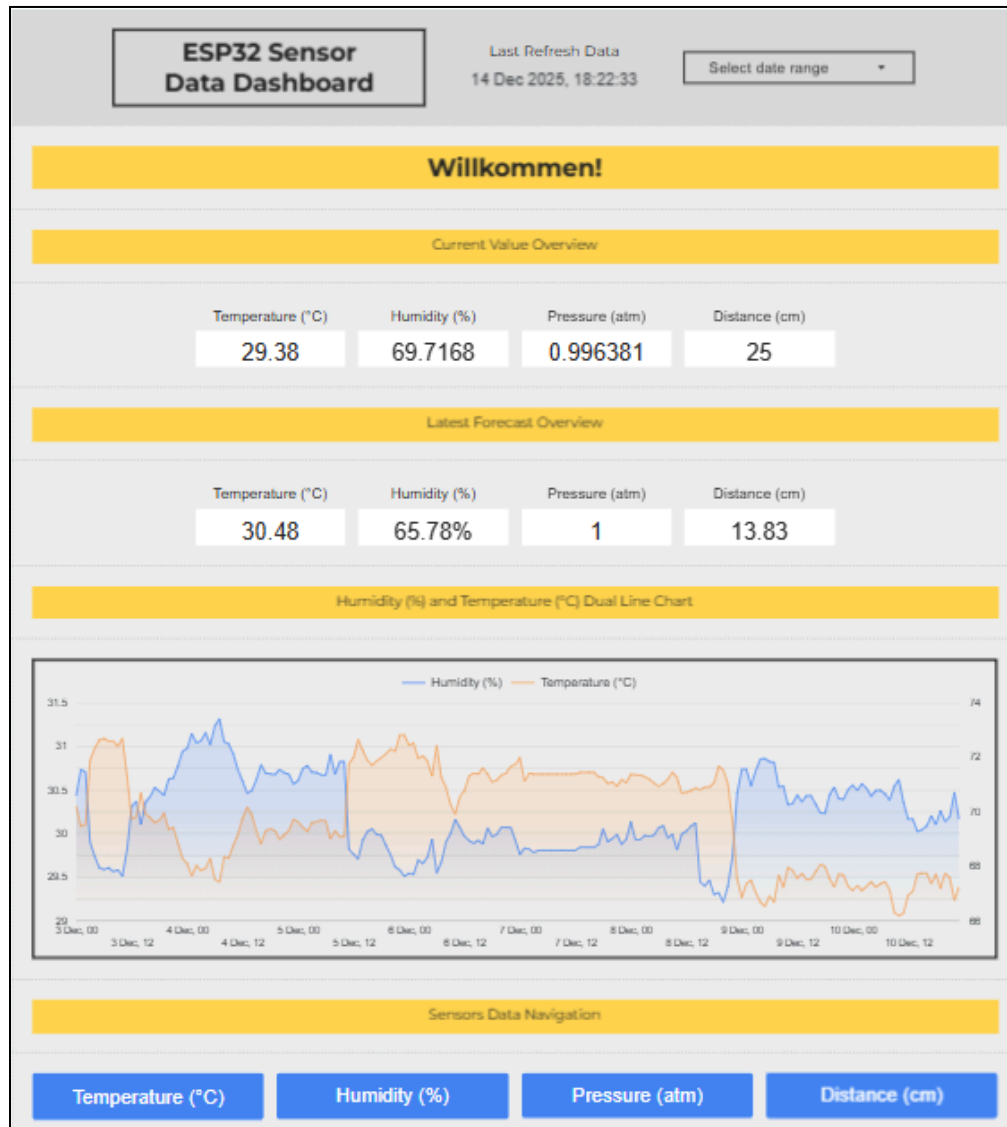 ESP32 Sensor
Data Dashboard
Last Refresh Data
14 Dec 2025, 18:22:33
Select date range
Willkommen!
Current Value Overview
Temperature (°C) Humidity (%) Pressure (atm) Distance (cm)
29.38 69.7168 0.996381 25
Latest Forecast Overview
Temperature (°C) Humidity (%) Pressure (atm) Distance (cm)
30.48 65.78% 1 13.83
Humidity (%) and Temperature (°C) Dual Line Chart
Humidity (%) Temperature (°C)
31.5 74
31 72
30.5
30 70
29.5 68
29 66
3 Dec, 00 4 Dec, 00 5 Dec, 00 6 Dec, 00 7 Dec, 00 8 Dec, 00 9 Dec, 00 10 Dec, 00
3 Dec, 12 4 Dec, 12 5 Dec, 12 6 Dec, 12 7 Dec, 12 8 Dec, 12 9 Dec, 12 10 Dec, 12
Sensors Data Navigation
Temperature (°C) Humidity (%) Pressure (atm) Distance (cm)